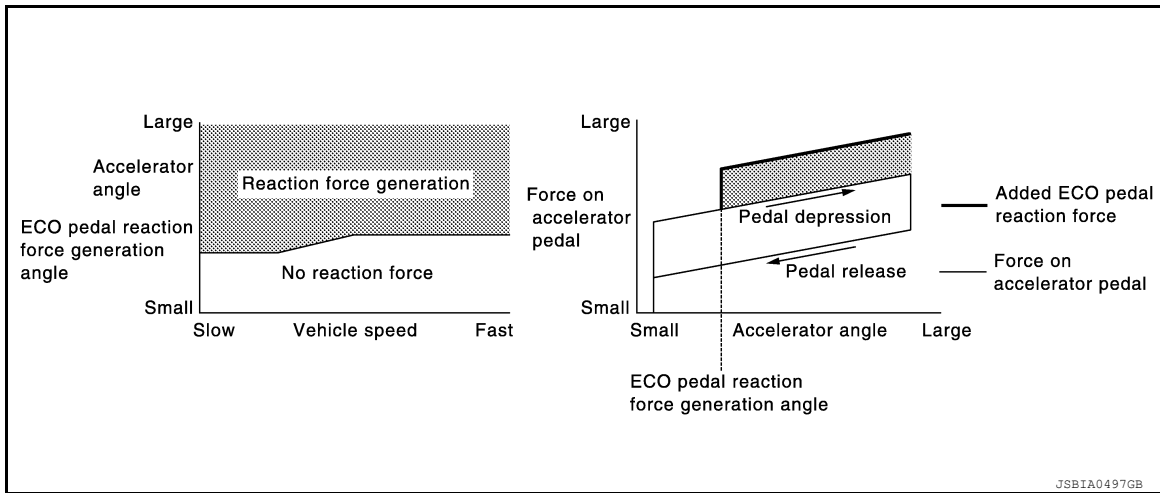 Large
Accelerator
angle
ECO pedal reaction
force generation
angle
Small
Reaction force generation
No reaction force
Slow
Vehicle speed
Fast
Large
Force on
accelerator
pedal
Small
Pedal depression
Pedal release
Small
Accelerator angle
Large
ECO pedal reaction
force generation angle
Added ECO pedal
reaction force
Force on
accelerator pedal
JSBIA0497GB